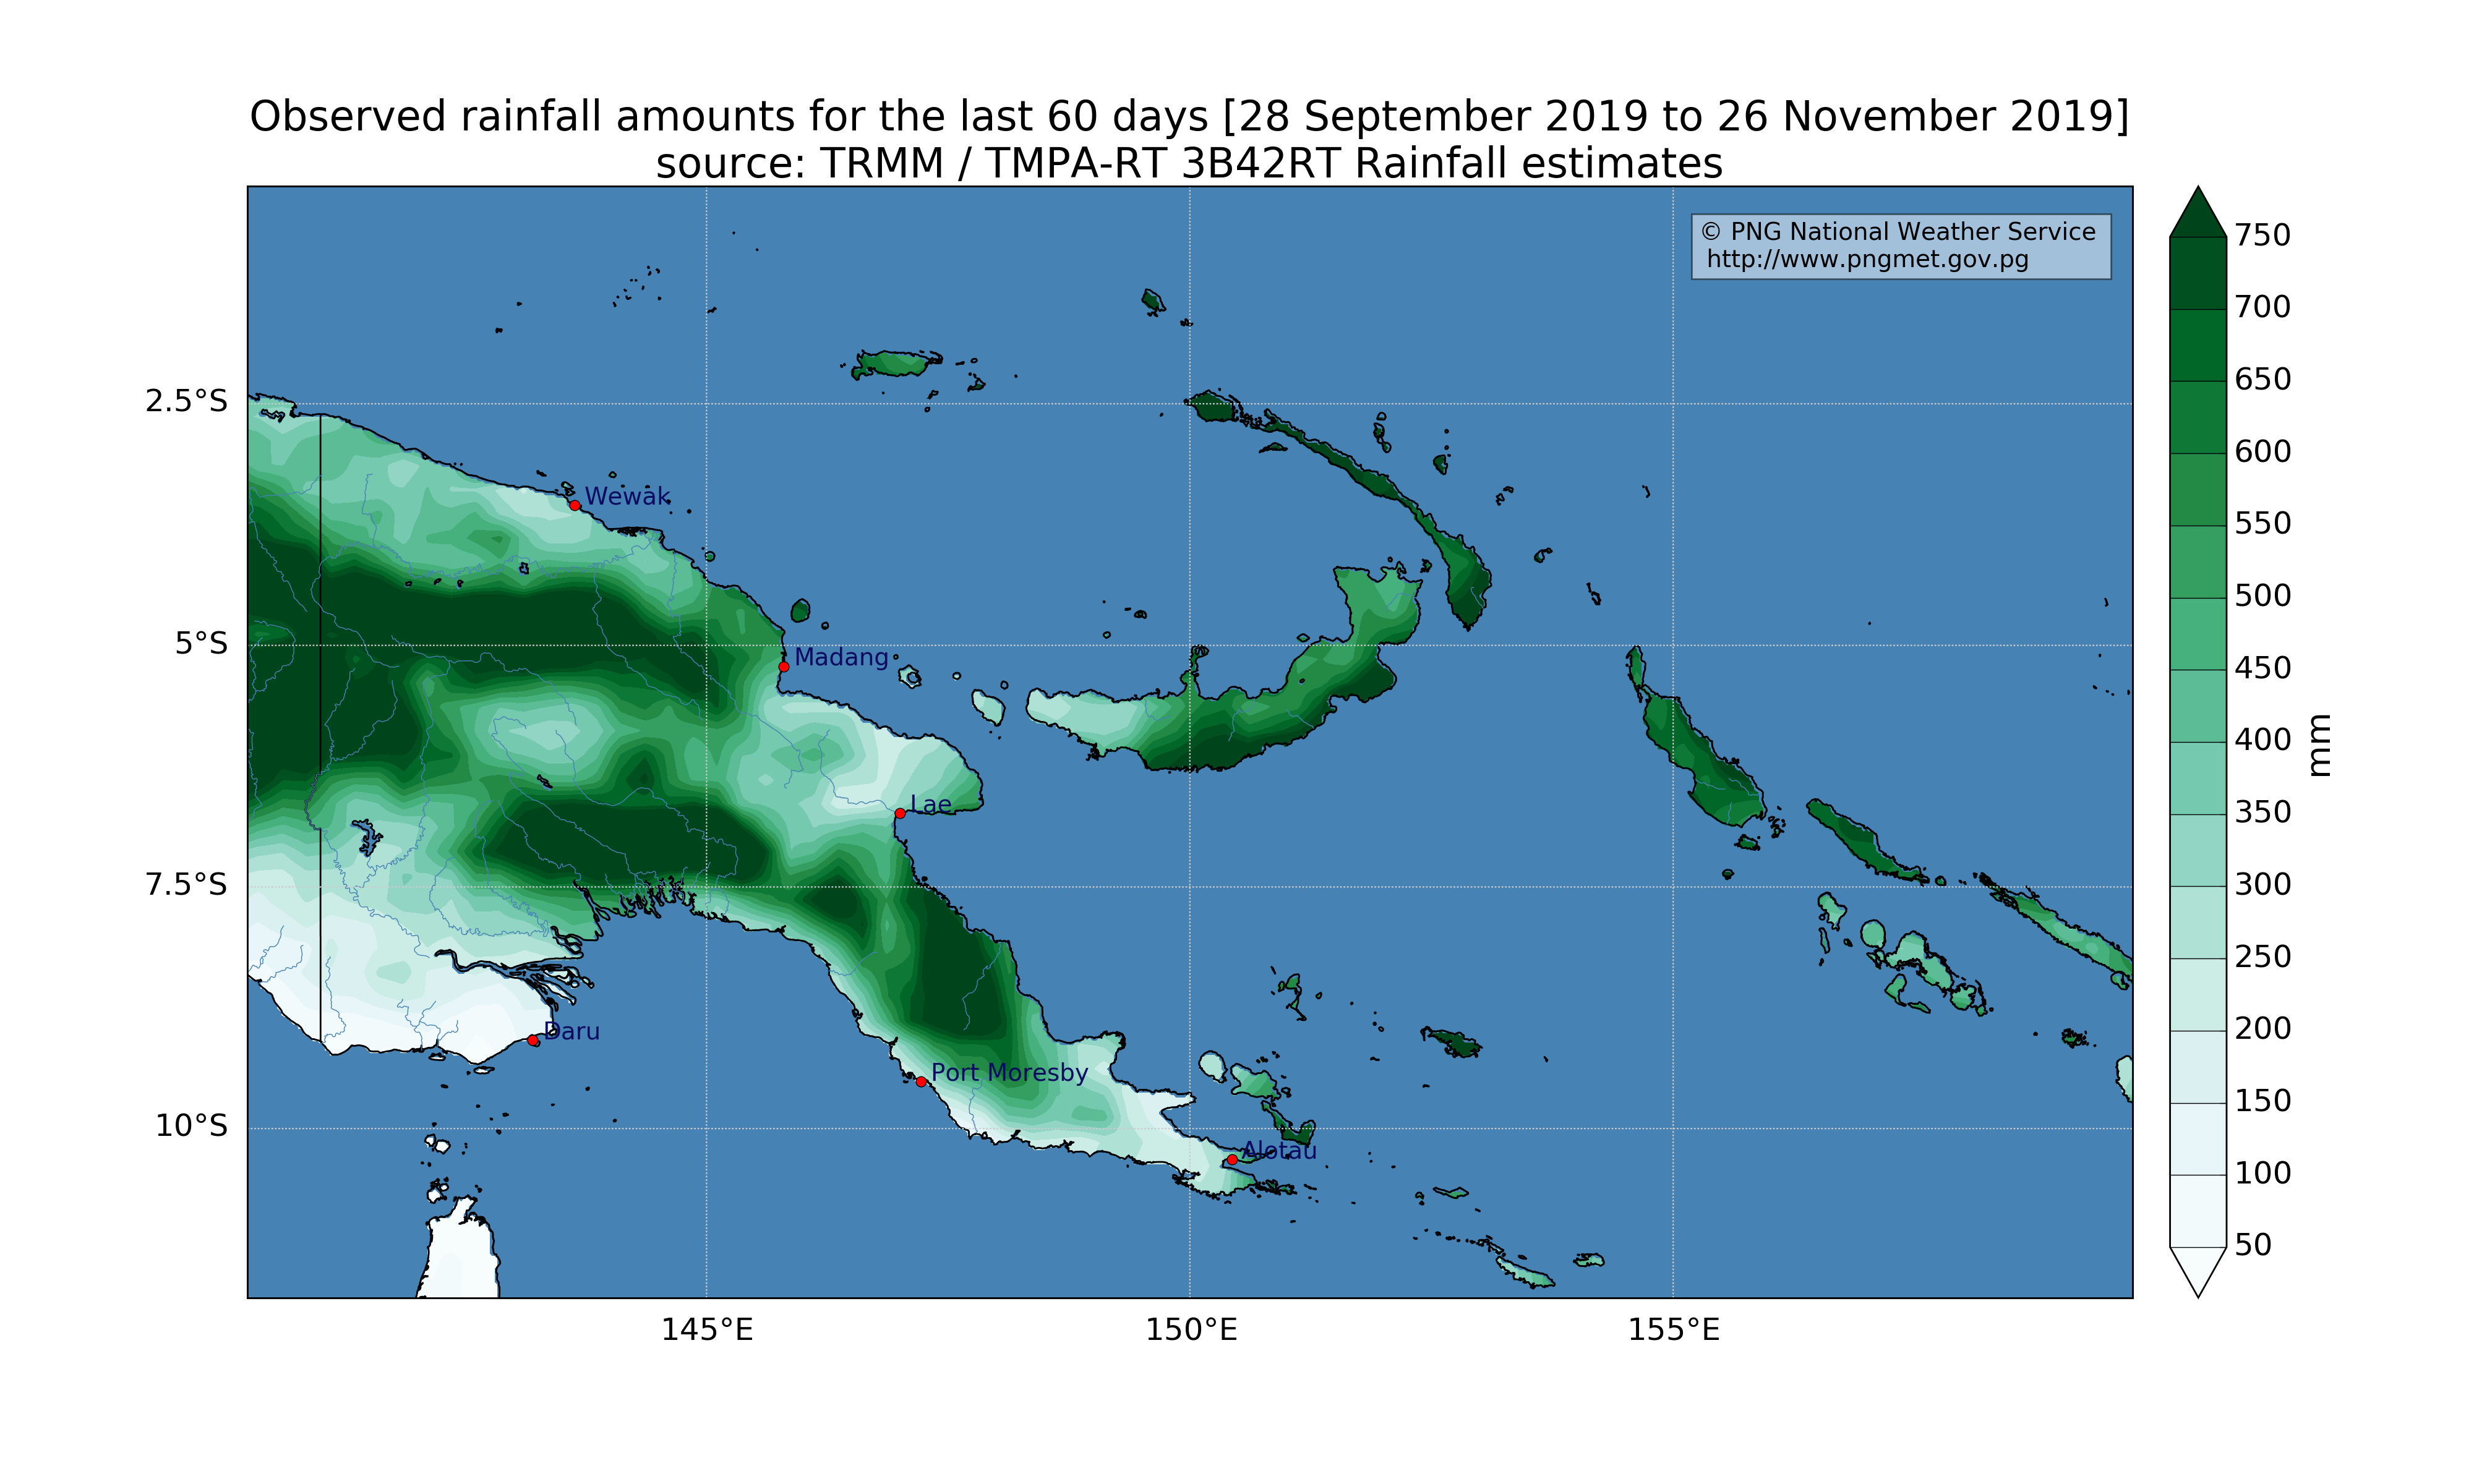 Observed rainfall amounts for the last 60 days [28 September 2019 to 26 November 2019]
source: TRMM / TMPA-RT 3B42RT Rainfall estimates
© PNG National Weather Service
http://www.pngmet.gov.pg
750
700
650
600
550
500
450
400
350
300
250
200
150
100
50
mm
2.5°S
5°S
7.5°S
10°S
Wewak
Madang
Lae
Daru
Port Moresby
Alotau
145°E
150°E
155°E